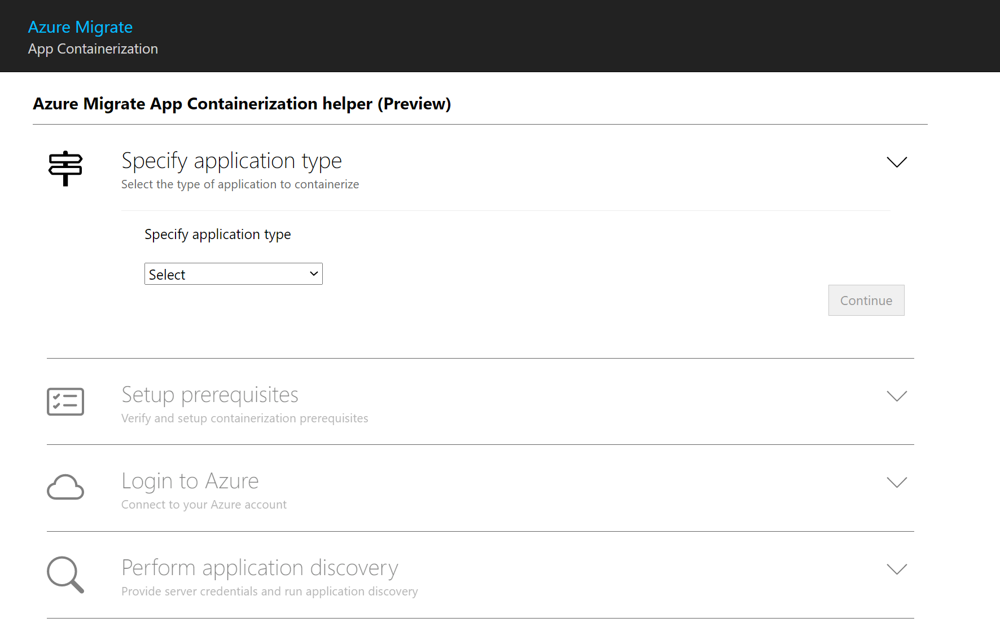 Azure Migrate
App Containerization
Azure Migrate App Containerization helper (Preview)
Specify application type
Select the type of application to containerize
Specify application type
Select
Continue
Setup prerequisites
Verify and setup containerization prerequisites
Login to Azure
Connect to your Azure account
Perform application discovery
Provide server credentials and run application discovery